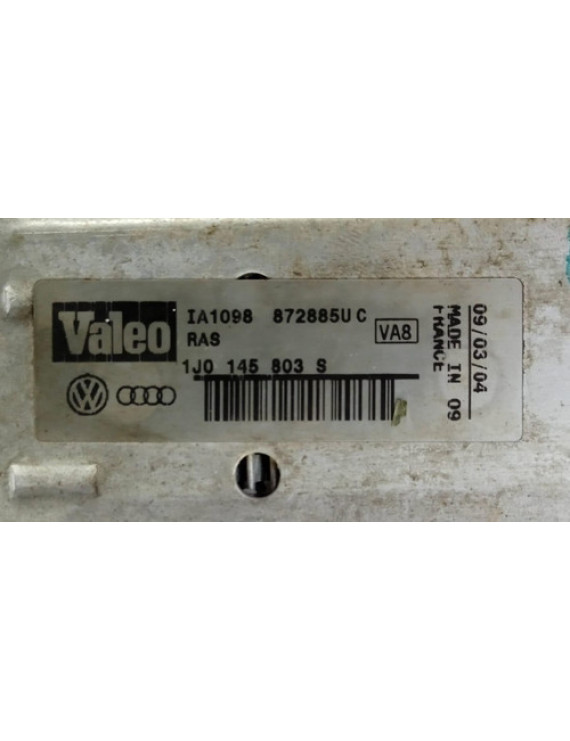 Valeo
IA1098 872885U C
RAS
VA8
1J0 145 803 S
09/03/04
MADE IN 09
FRANCE